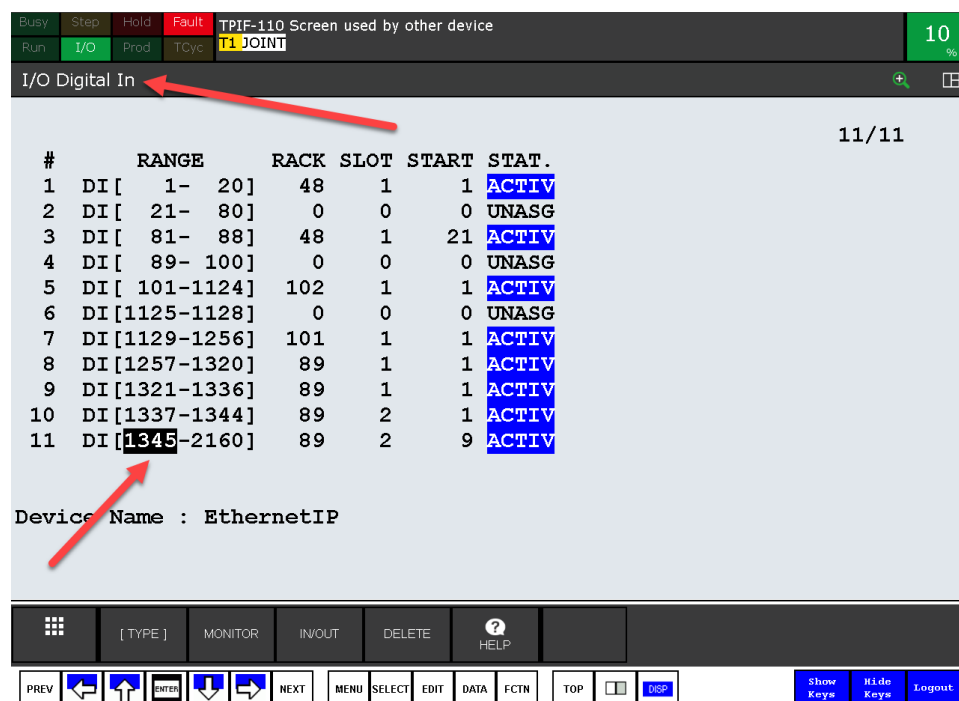 Busy Step Hold Fault TPIF-110 Screen used by other device
Run I/O Prod TCyc T1 JOINT
10
%
I/O Digital In
11/11
# RANGE RACK SLOT START STAT.
1 DI[ 1- 20] 48 1 1 ACTIV
2 DI[ 21- 80] 0 0 0 UNASG
3 DI[ 81- 88] 48 1 21 ACTIV
4 DI[ 89- 100] 0 0 0 UNASG
5 DI[ 101-1124] 102 1 1 ACTIV
6 DI[1125-1128] 0 0 0 UNASG
7 DI[1129-1256] 101 1 1 ACTIV
8 DI[1257-1320] 89 1 1 ACTIV
9 DI[1321-1336] 89 1 1 ACTIV
10 DI[1337-1344] 89 2 1 ACTIV
11 DI[1345-2160] 89 2 9 ACTIV
Device Name : EthernetIP
[ TYPE ] MONITOR IN/OUT DELETE ? HELP
PREV ENTER NEXT MENU SELECT EDIT DATA FCTN TOP DISP Show Keys Hide Keys Logout